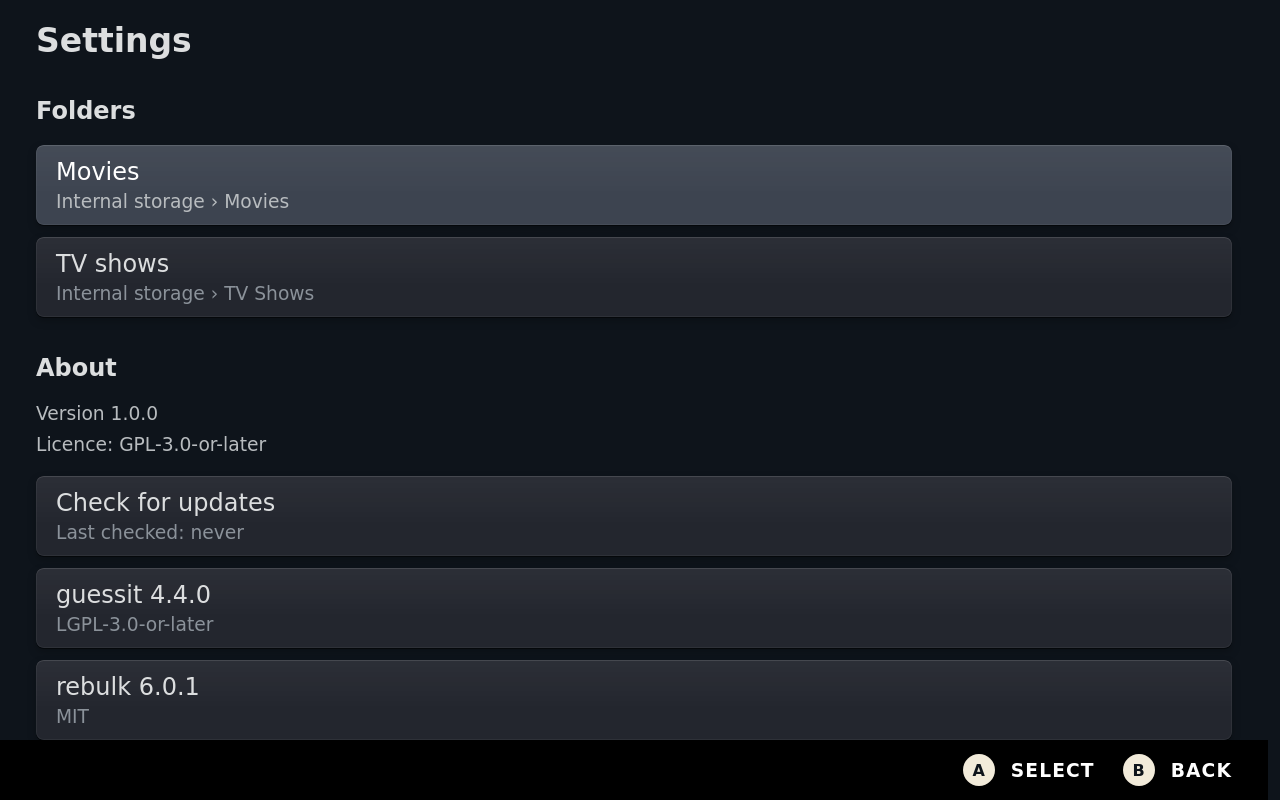 Settings
Folders
Movies
Internal storage › Movies
TV shows
Internal storage › TV Shows
About
Version 1.0.0
Licence: GPL-3.0-or-later
Check for updates
Last checked: never
guessit 4.4.0
LGPL-3.0-or-later
rebulk 6.0.1
MIT
A SELECT B BACK